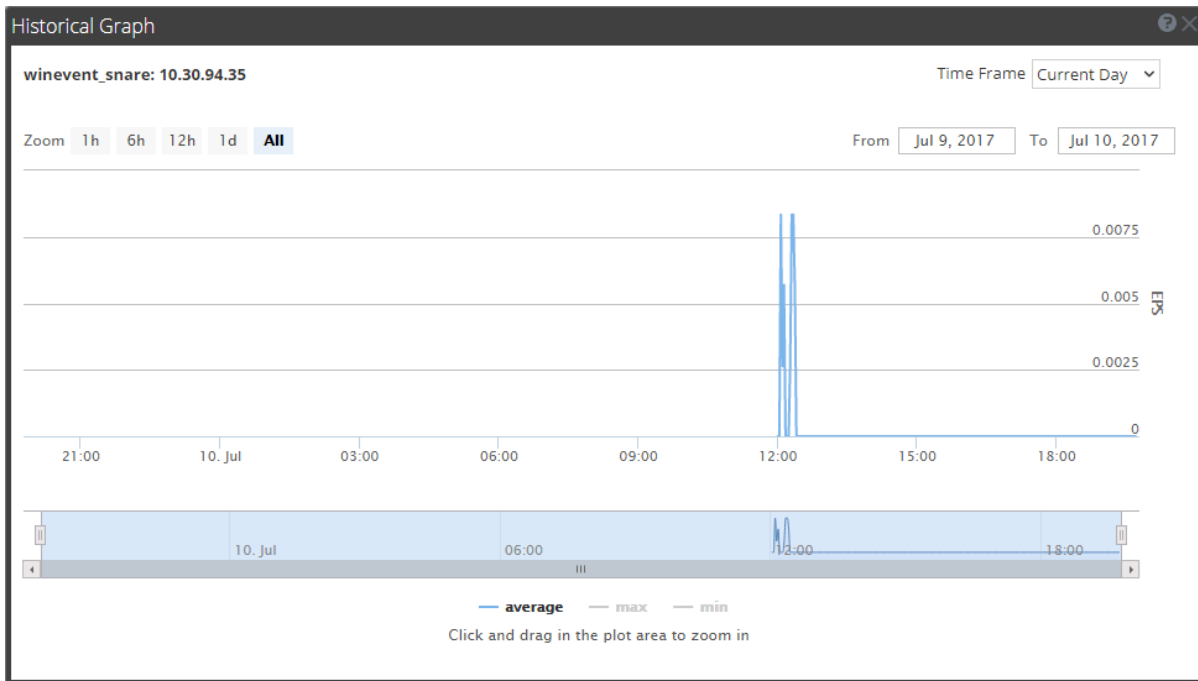 Historical Graph
winevent_snare: 10.30.94.35
Time Frame Current Day
Zoom 1h 6h 12h 1d All
From Jul 9, 2017 To Jul 10, 2017
0.0075
0.005
EPS
0.0025
0
21:00 10. Jul 03:00 06:00 09:00 12:00 15:00 18:00
10. Jul 06:00 12:00 18:00
average max min
Click and drag in the plot area to zoom in